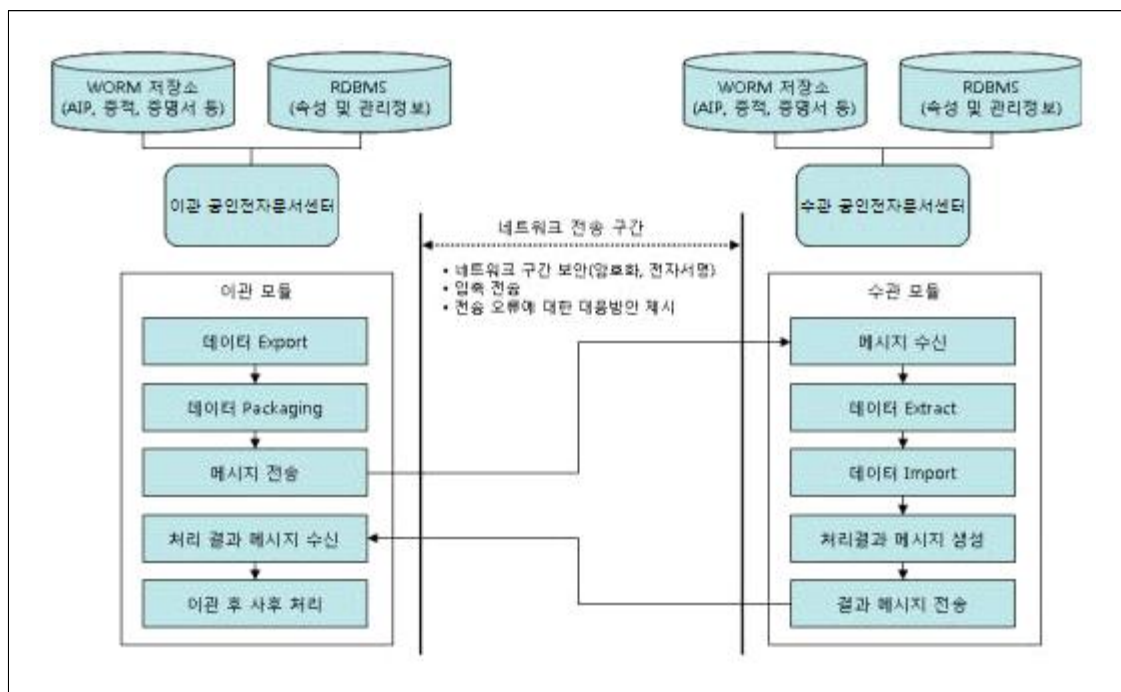 WORM 저장소
(AIP, 증적, 증명서 등)
RDBMS
(속성 및 관리정보)
WORM 저장소
(AIP, 증적, 증명서 등)
RDBMS
(속성 및 관리정보)
이관 공인전자문서센터
수관 공인전자문서센터
네트워크 전송 구간
• 네트워크 구간 보안(암호화, 전자서명)
• 압축 전송
• 전송 오류에 대한 대응방안 제시
이관 모듈
데이터 Export
데이터 Packaging
메시지 전송
처리 결과 메시지 수신
이관 후 사후 처리
수관 모듈
메시지 수신
데이터 Extract
데이터 Import
처리결과 메시지 생성
결과 메시지 전송